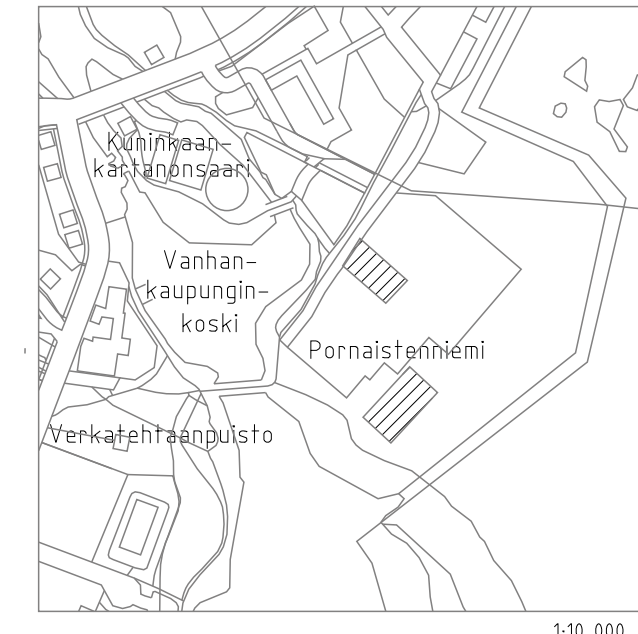 Kuninkaan-
kartanonsaari
Vanhan-
kaupungin-
koski
Pornaistenniemi
Verkatehtaanpuisto
1:10 000